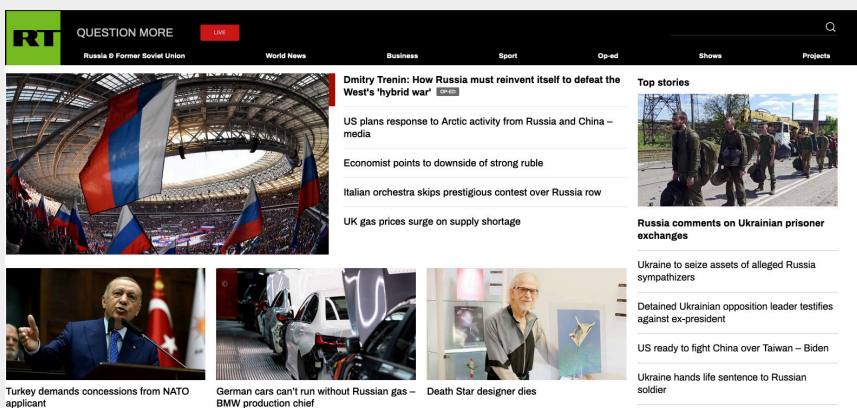 RT
QUESTION MORE
LIVE
Russia & Former Soviet Union
World News
Business
Sport
Op-ed
Shows
Projects
Dmitry Trenin: How Russia must reinvent itself to defeat the
West's 'hybrid war' OP-ED
US plans response to Arctic activity from Russia and China –
media
Economist points to downside of strong ruble
Italian orchestra skips prestigious contest over Russia row
UK gas prices surge on supply shortage
Top stories
Russia comments on Ukrainian prisoner
exchanges
Ukraine to seize assets of alleged Russia
sympathizers
Detained Ukrainian opposition leader testifies
against ex-president
US ready to fight China over Taiwan – Biden
Ukraine hands life sentence to Russian
soldier
Turkey demands concessions from NATO
applicant
German cars can't run without Russian gas –
BMW production chief
Death Star designer dies